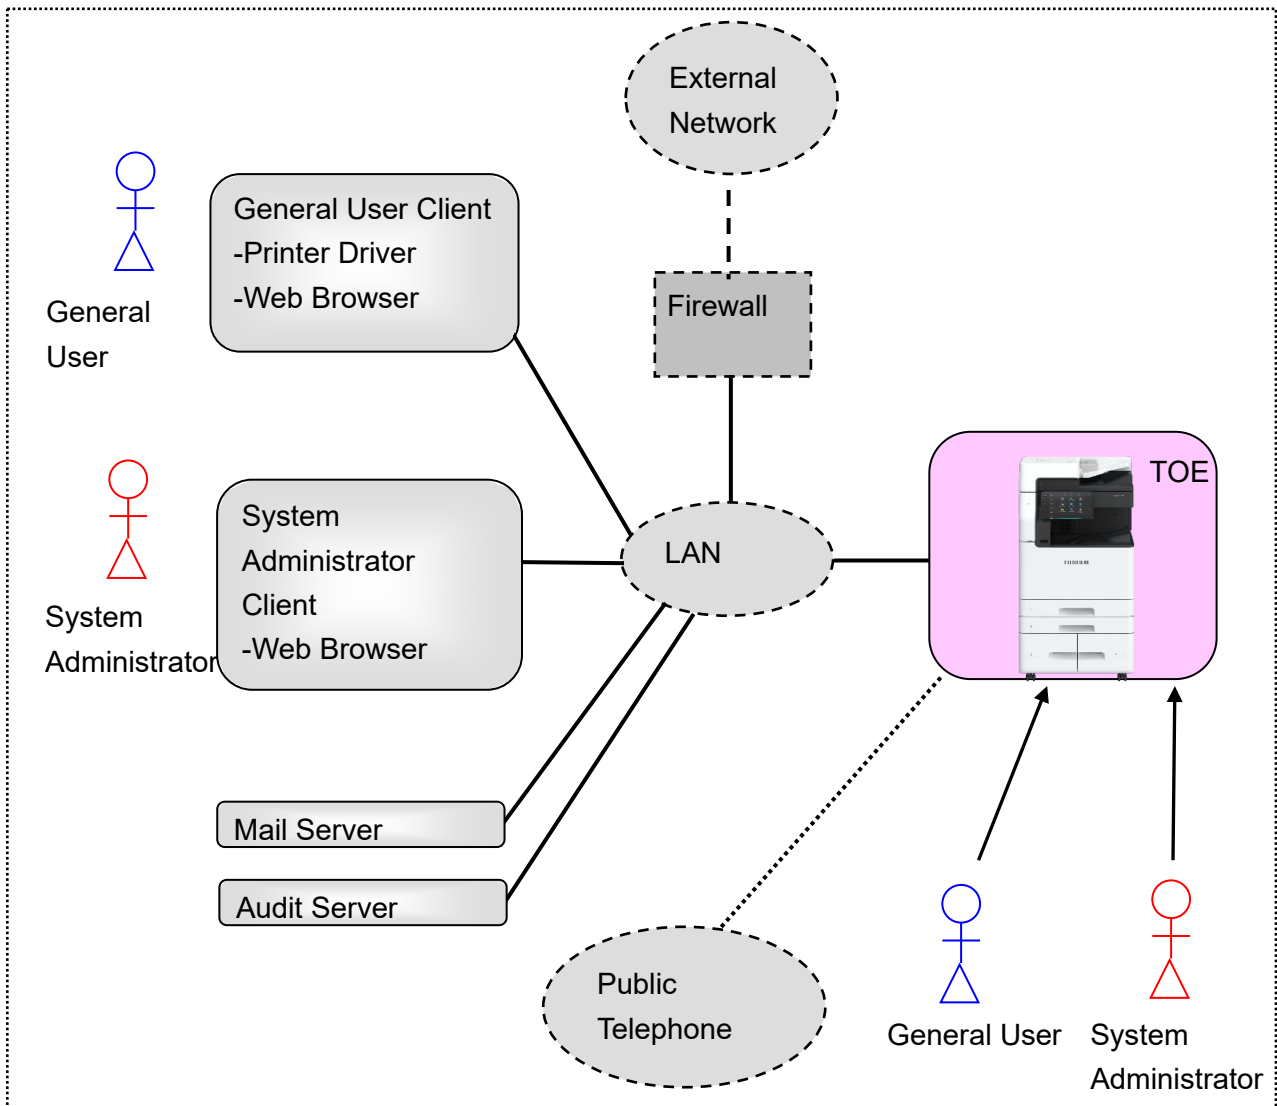 External
Network
General User Client
-Printer Driver
-Web Browser
General
User
Firewall
TOE
FUJIFILM
LAN
System
Administrator
Client
-Web Browser
System
Administrator
Mail Server
Audit Server
Public
Telephone
General User
System
Administrator